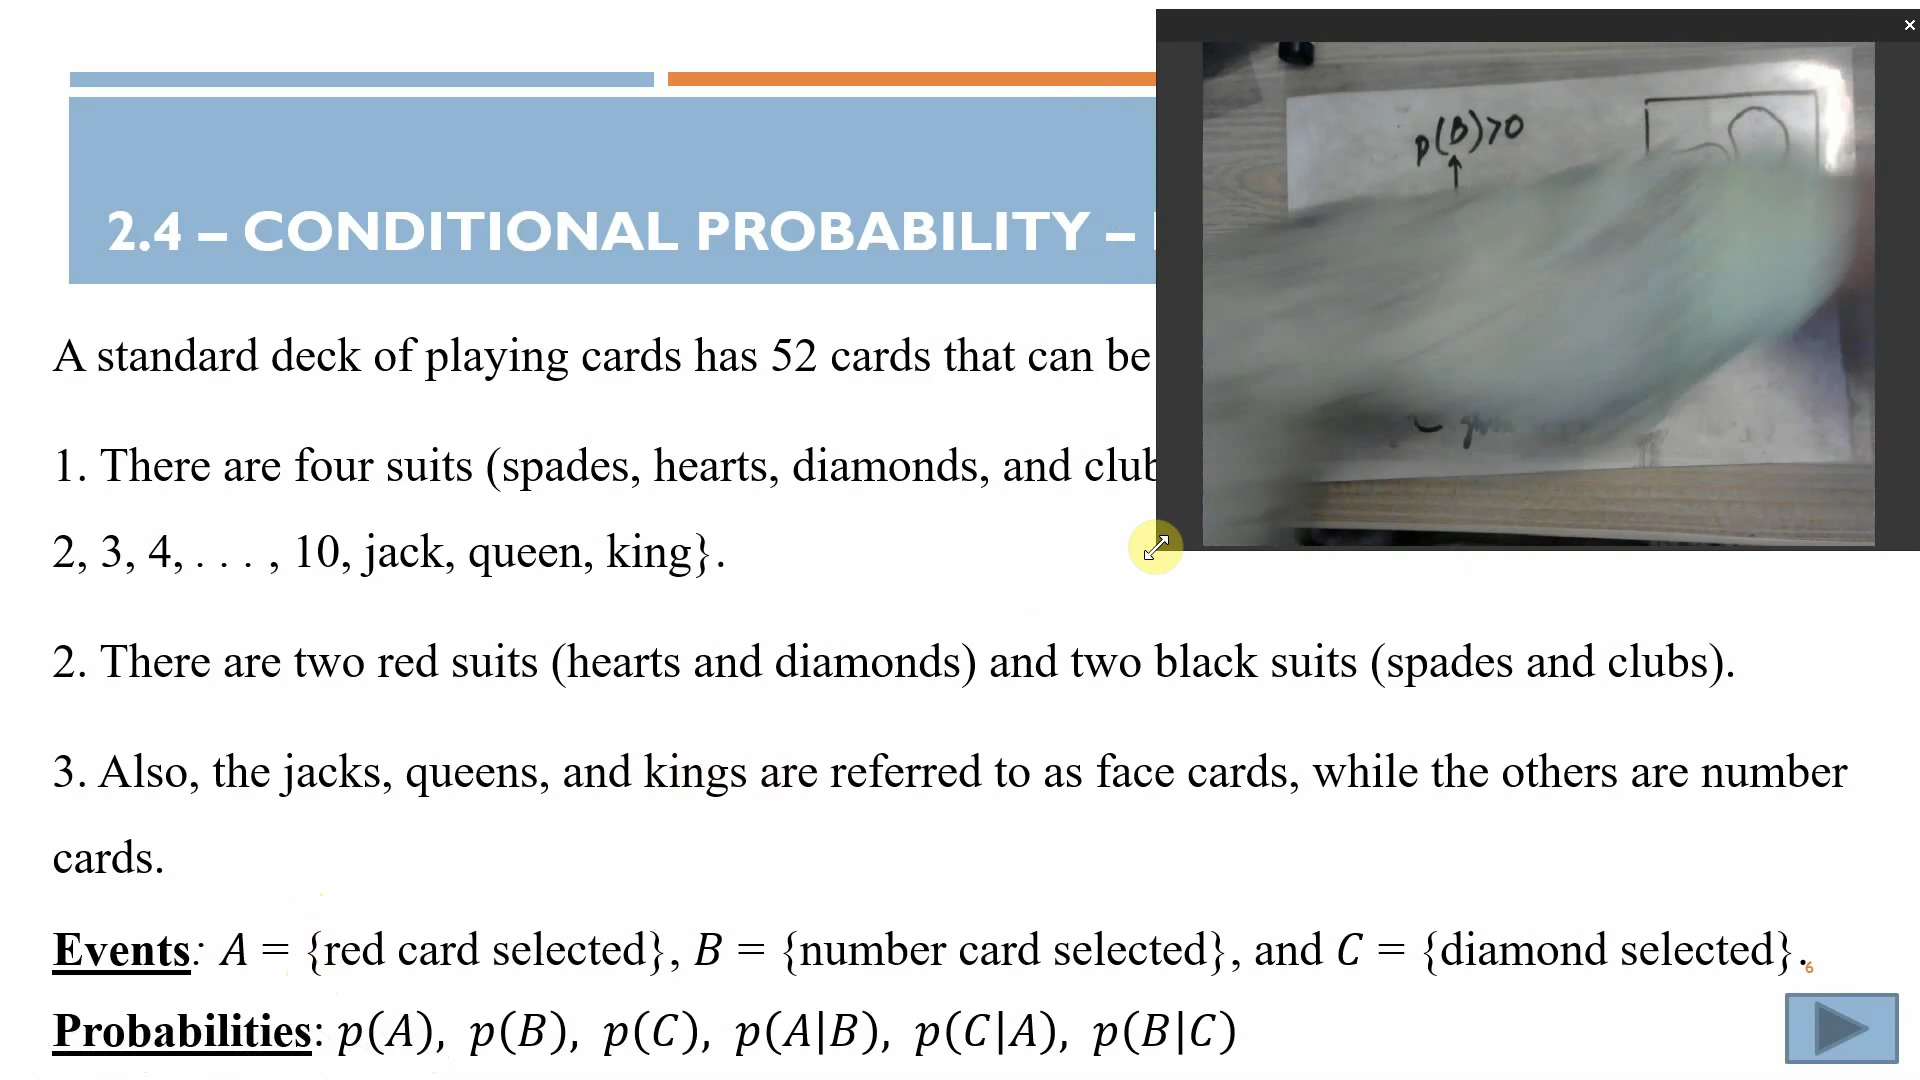 2.4 – CONDITIONAL PROBABILITY –
p(B)>0
A standard deck of playing cards has 52 cards that can be
1. There are four suits (spades, hearts, diamonds, and club
2, 3, 4, . . . , 10, jack, queen, king}.
2. There are two red suits (hearts and diamonds) and two black suits (spades and clubs).
3. Also, the jacks, queens, and kings are referred to as face cards, while the others are number
cards.
Events: A = {red card selected}, B = {number card selected}, and C = {diamond selected}.
6
Probabilities: p(A), p(B), p(C), p(A|B), p(C|A), p(B|C)